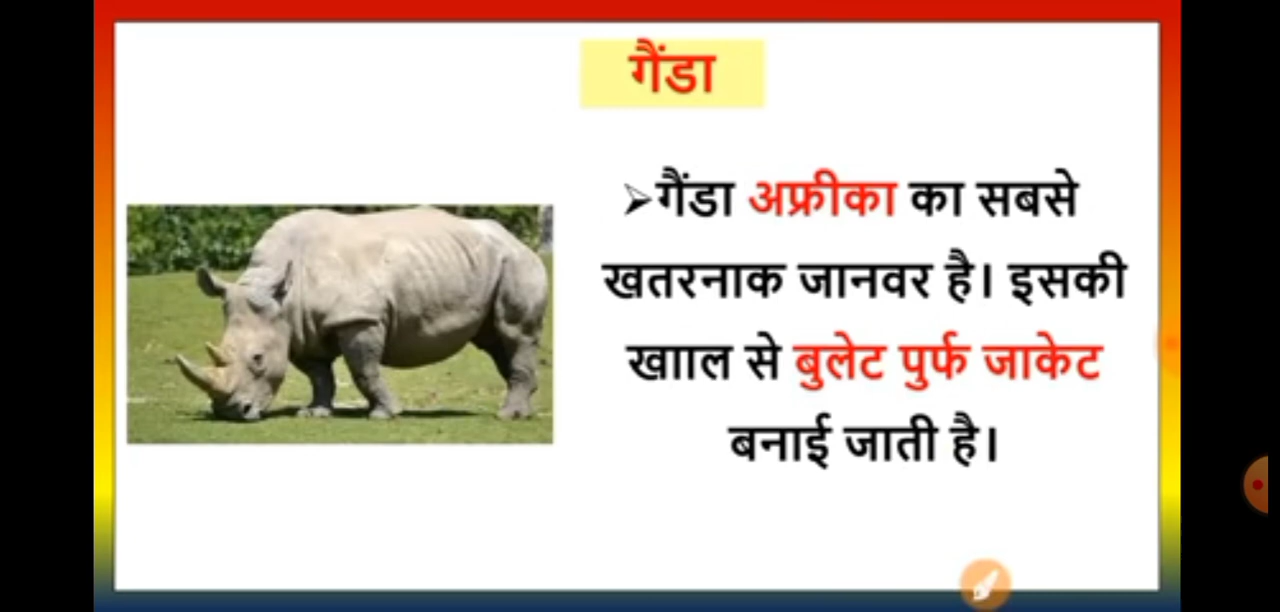 गैंडा
➢गैंडा अफ्रीका का सबसे
खतरनाक जानवर है। इसकी
खााल से बुलेट पुर्फ जाकेट
बनाई जाती है।